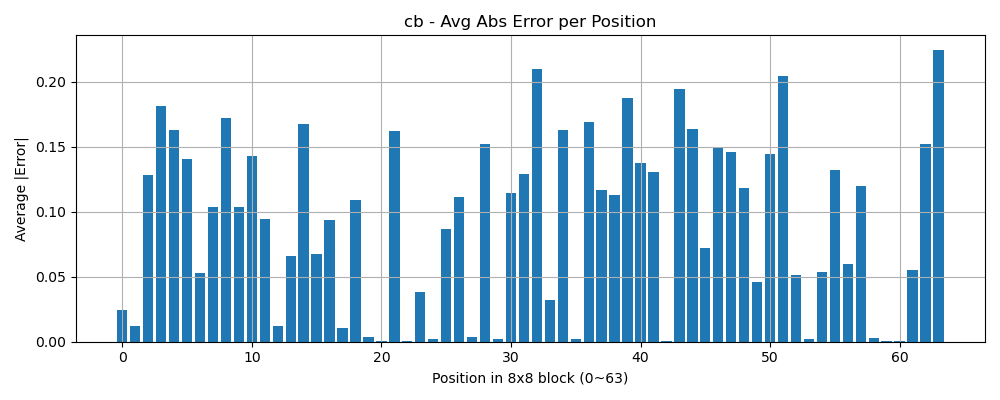 cb - Avg Abs Error per Position
Average |Error|
0.20
0.15
0.10
0.05
0.00
0 10 20 30 40 50 60
Position in 8x8 block (0~63)